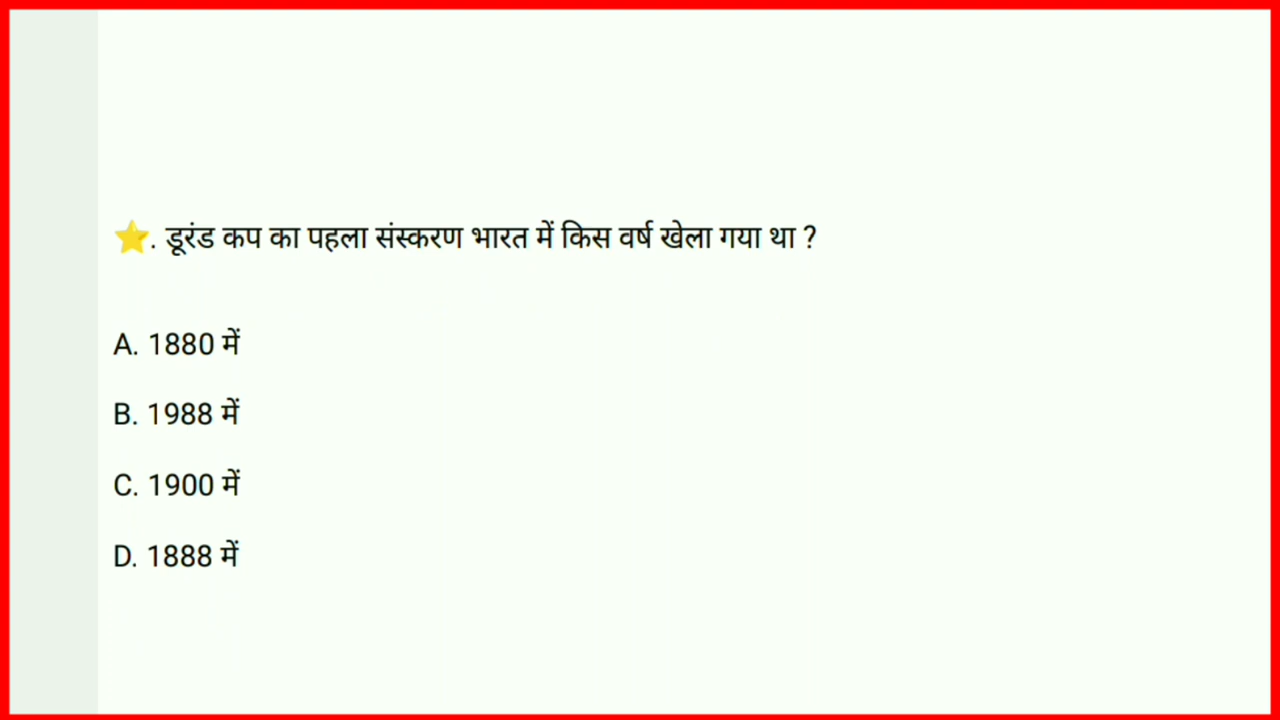 ⭐. डूरंड कप का पहला संस्करण भारत में किस वर्ष खेला गया था ?
A. 1880 में
B. 1988 में
C. 1900 में
D. 1888 में